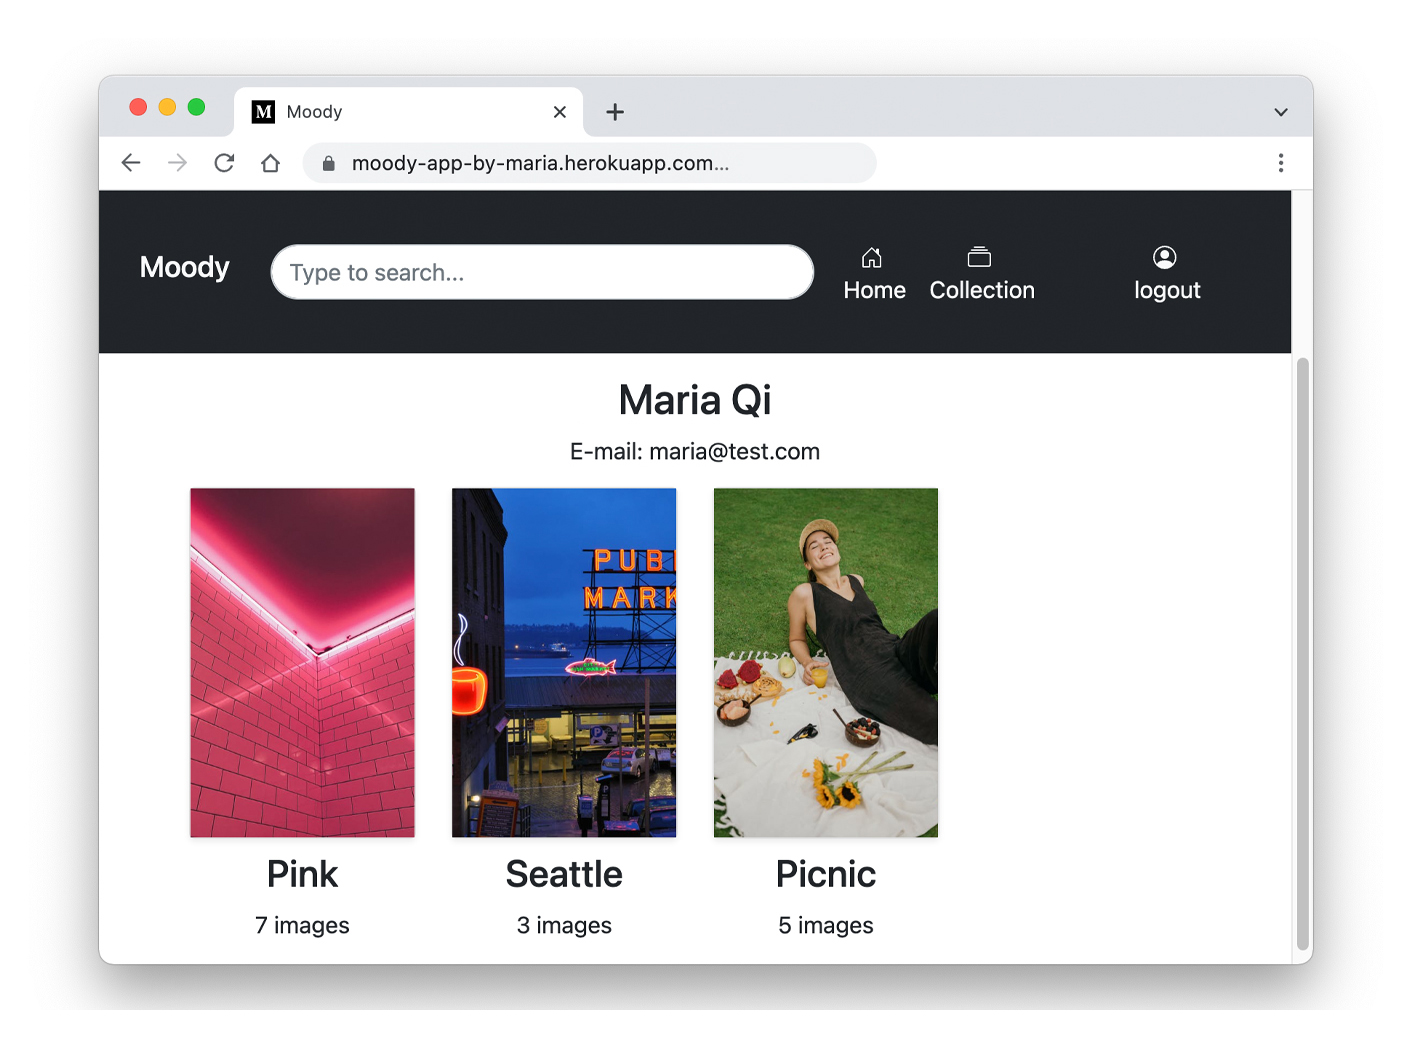 M Moody
moody-app-by-maria.herokuapp.com...
Moody
Type to search...
Home
Collection
logout
Maria Qi
E-mail: maria@test.com
PUB
MARK
Pink
Seattle
Picnic
7 images
3 images
5 images